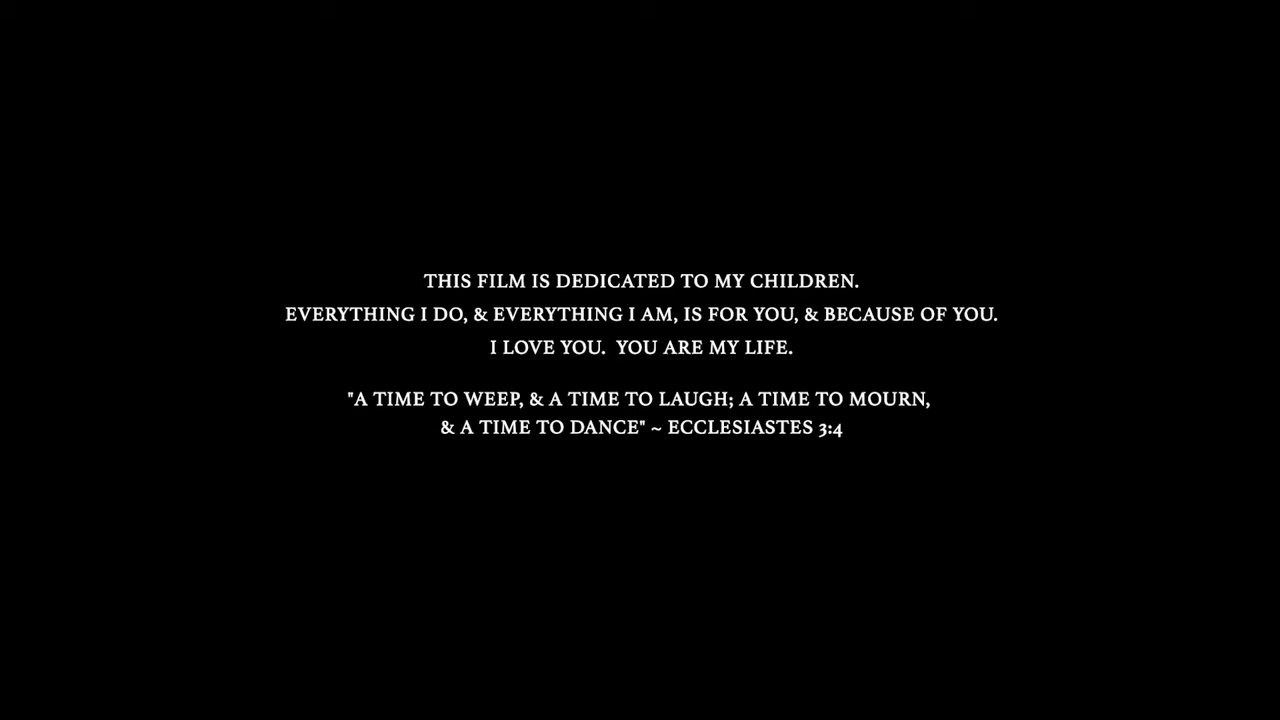 THIS FILM IS DEDICATED TO MY CHILDREN.
EVERYTHING I DO, & EVERYTHING I AM, IS FOR YOU, & BECAUSE OF YOU.
I LOVE YOU.  YOU ARE MY LIFE.
"A TIME TO WEEP, & A TIME TO LAUGH; A TIME TO MOURN,
& A TIME TO DANCE" ~ ECCLESIASTES 3:4